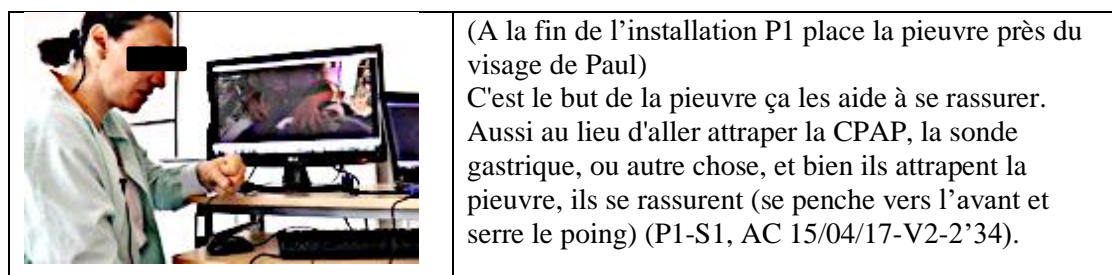 (A la fin de l’installation P1 place la pieuvre près du
visage de Paul)
C'est le but de la pieuvre ça les aide à se rassurer.
Aussi au lieu d'aller attraper la CPAP, la sonde
gastrique, ou autre chose, et bien ils attrapent la
pieuvre, ils se rassurent (se penche vers l’avant et
serre le poing) (P1-S1, AC 15/04/17-V2-2’34).